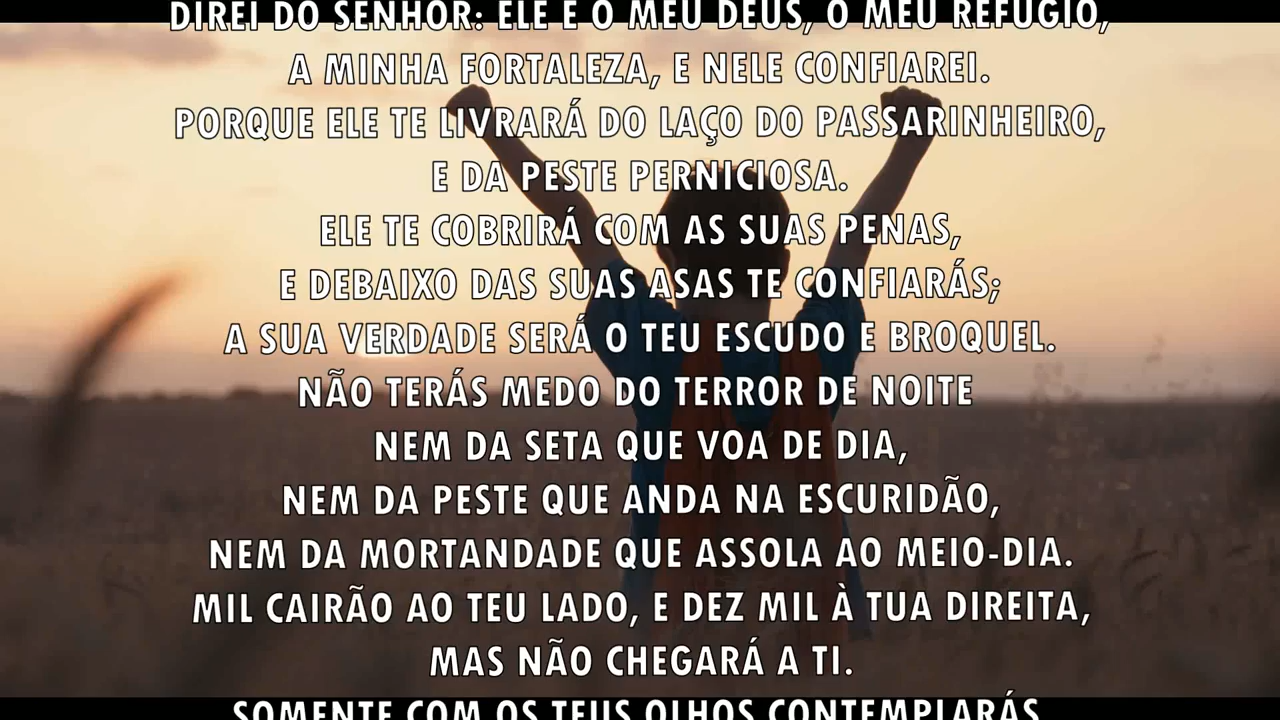 DIREI DO SENHOR: ELE É O MEU DEUS, O MEU REFÚGIO,
A MINHA FORTALEZA, E NELE CONFIAREI.
PORQUE ELE TE LIVRARÁ DO LAÇO DO PASSARINHEIRO,
E DA PESTE PERNICIOSA.
ELE TE COBRIRÁ COM AS SUAS PENAS,
E DEBAIXO DAS SUAS ASAS TE CONFIARÁS;
A SUA VERDADE SERÁ O TEU ESCUDO E BROQUEL.
NÃO TERÁS MEDO DO TERROR DE NOITE
NEM DA SETA QUE VOA DE DIA,
NEM DA PESTE QUE ANDA NA ESCURIDÃO,
NEM DA MORTANDADE QUE ASSOLA AO MEIO-DIA.
MIL CAIRÃO AO TEU LADO, E DEZ MIL À TUA DIREITA,
MAS NÃO CHEGARÁ A TI.
SOMENTE COM OS TEUS OLHOS CONTEMPLARÁS